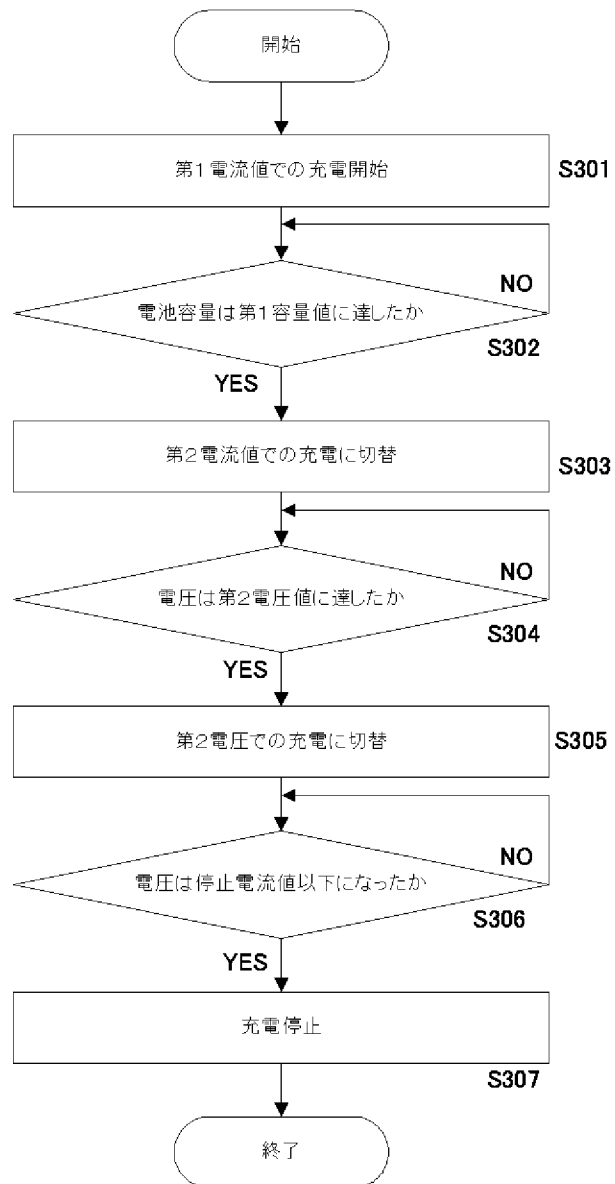 開始
第1電流値での充電開始
S301
NO
電池容量は第1容量値に達したか
S302
YES
第2電流値での充電に切替
S303
NO
電圧は第2電圧値に達したか
S304
YES
第2電圧での充電に切替
S305
NO
電圧は停止電流値以下になったか
S306
YES
充電停止
S307
終了